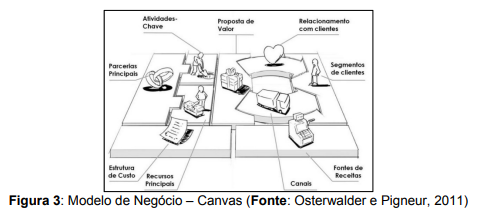 Atividades-
Chave
Proposta de
Valor
Relacionamento
com clientes
Parcerias
Principais
Segmentos
de clientes
Estrutura
de Custo
Recursos
Principais
Canais
Fontes de
Receitas
Figura 3: Modelo de Negócio – Canvas (Fonte: Osterwalder e Pigneur, 2011)